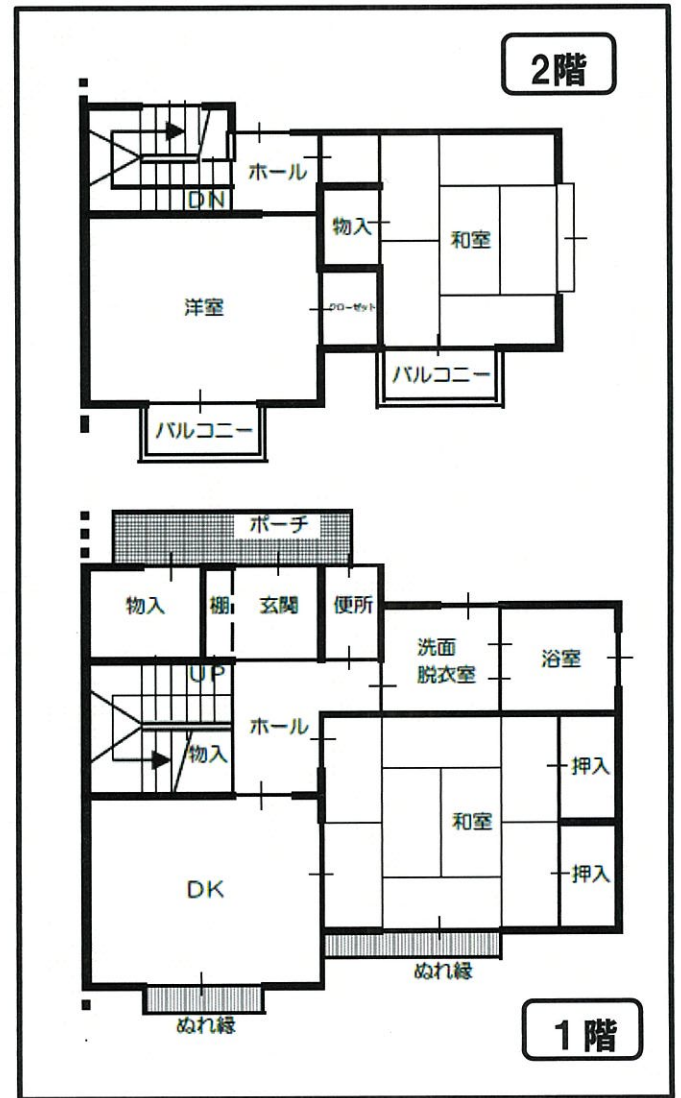 2階
ホール
DN
物入
和室
洋室
クローゼット
バルコニー
バルコニー
ポーチ
物入
棚
玄関
便所
洗面
脱衣室
浴室
UP
ホール
物入
押入
和室
DK
押入
ぬれ縁
ぬれ縁
1階